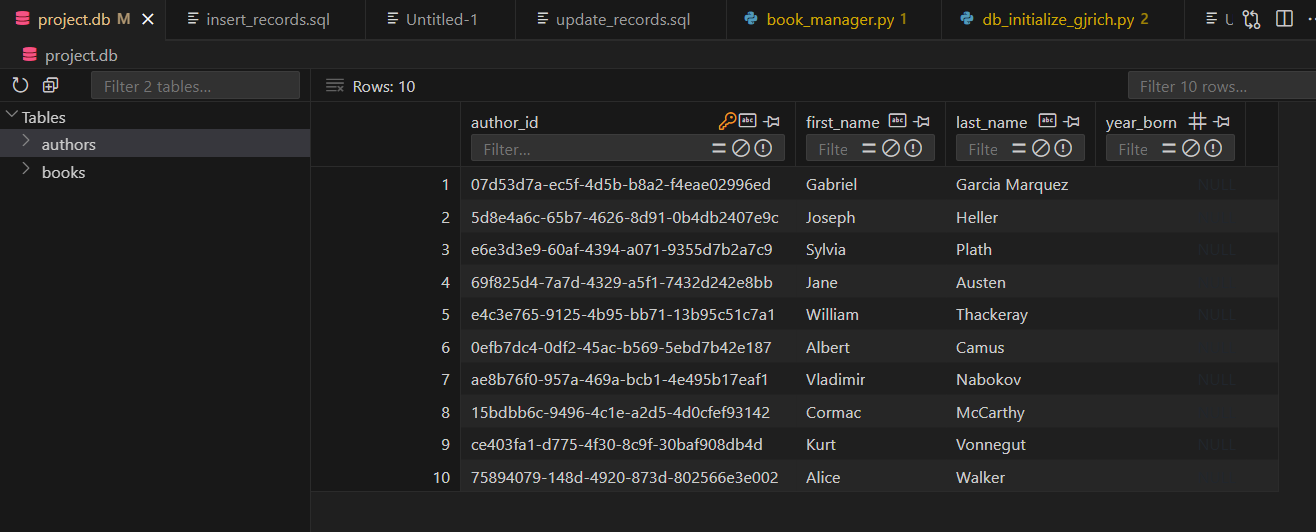 project.db M insert_records.sql Untitled-1 update_records.sql book_manager.py 1 db_initialize_gjrich.py 2
project.db
Filter 2 tables... Rows: 10 Filter 10 rows...
Tables
authors
books
author_id first_name last_name year_born
Filter... Filte Filte Filte
1 07d53d7a-ec5f-4d5b-b8a2-f4eae02996ed Gabriel Garcia Marquez NULL
2 5d8e4a6c-65b7-4626-8d91-0b4db2407e9c Joseph Heller
3 e6e3d3e9-60af-4394-a071-9355d7b2a7c9 Sylvia Plath NULL
4 69f825d4-7a7d-4329-a5f1-7432d242e8bb Jane Austen
5 e4c3e765-9125-4b95-bb71-13b95c51c7a1 William Thackeray NULL
6 0efb7dc4-0df2-45ac-b569-5ebd7b42e187 Albert Camus
7 ae8b76f0-957a-469a-bcb1-4e495b17eaf1 Vladimir Nabokov NULL
8 15bdbb6c-9496-4c1e-a2d5-4d0cfef93142 Cormac McCarthy
9 ce403fa1-d775-4f30-8c9f-30baf908db4d Kurt Vonnegut NULL
10 75894079-148d-4920-873d-802566e3e002 Alice Walker